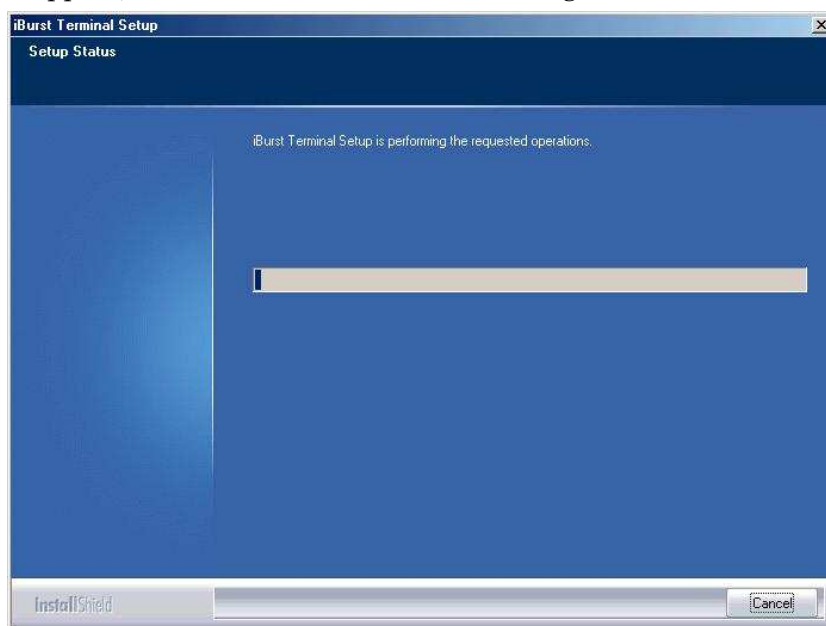 iBurst Terminal Setup
Setup Status
iBurst Terminal Setup is performing the requested operations.
InstallShield
Cancel